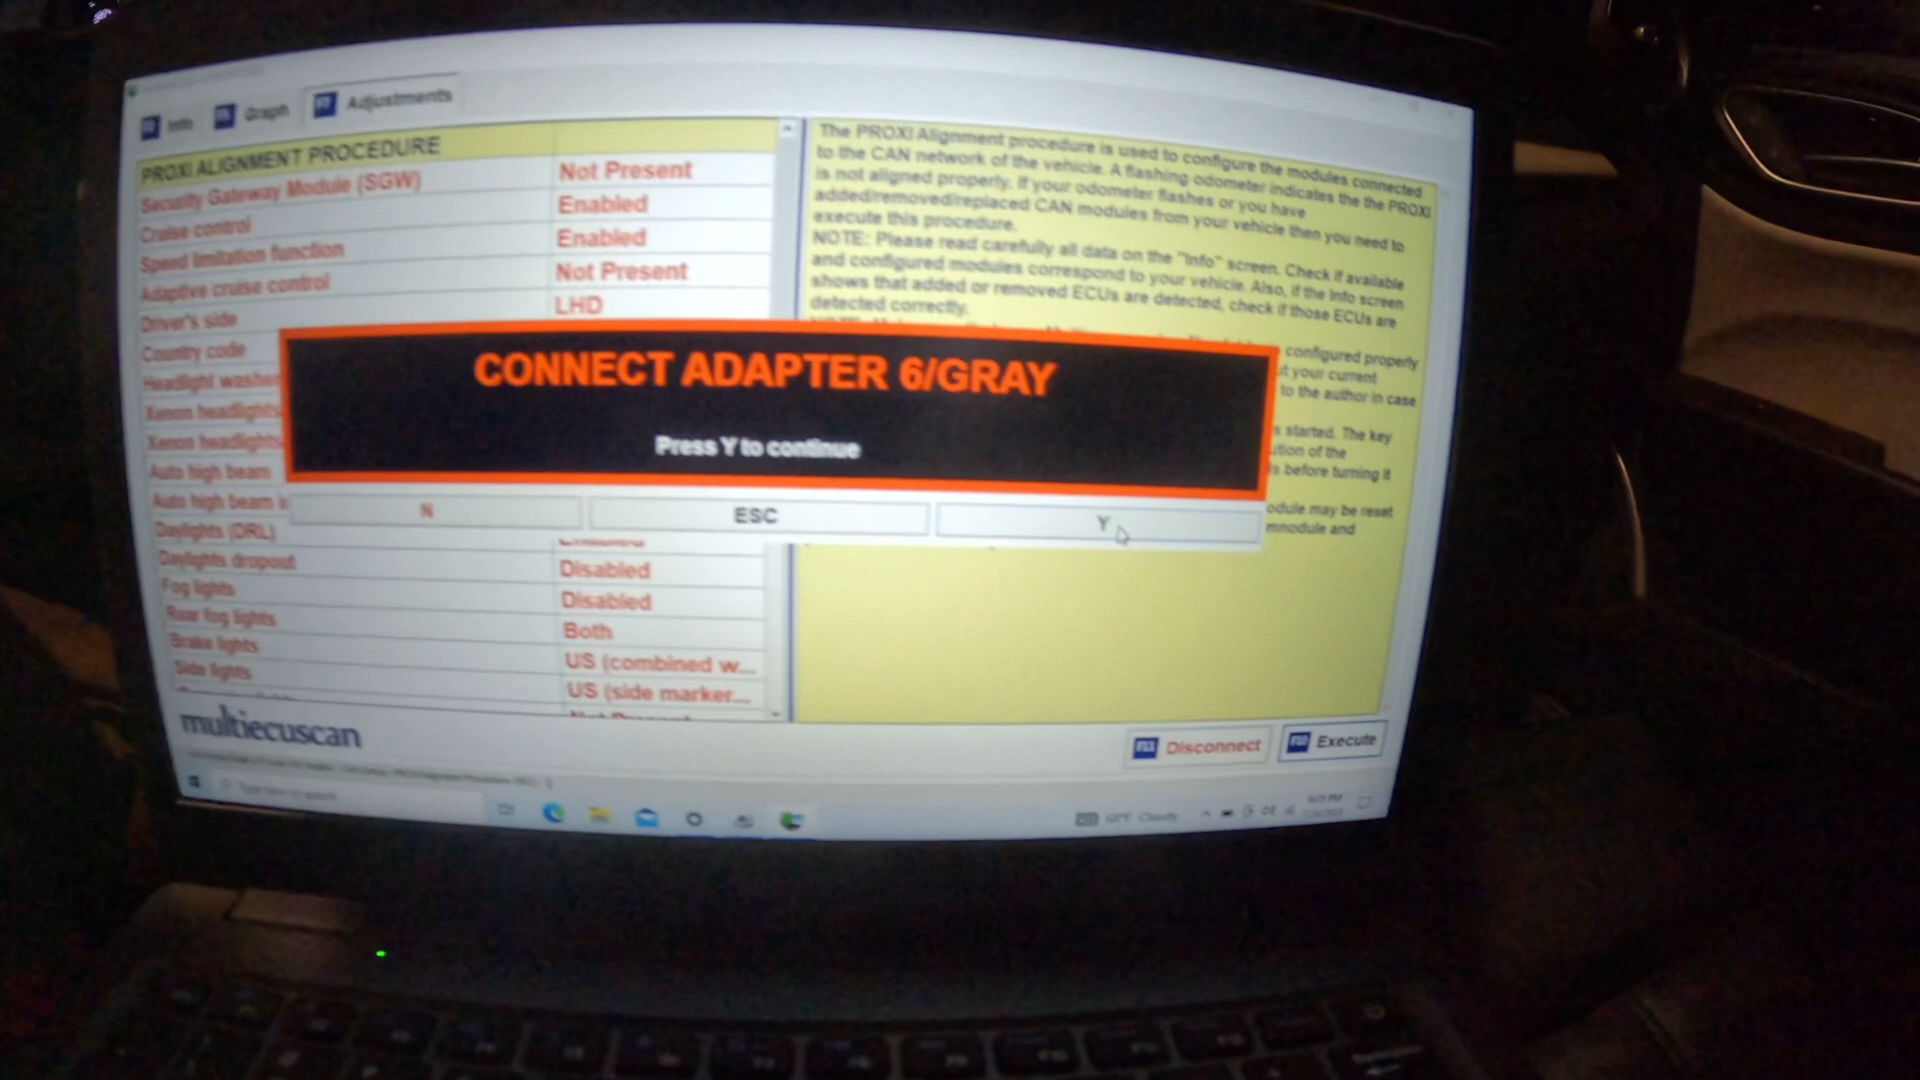 Info Graph Adjustments
PROXI ALIGNMENT PROCEDURE
Security Gateway Module (SGW) Not Present
Cruise control Enabled
Speed limitation function Enabled
Adaptive cruise control Not Present
Driver's side LHD
Country code
Headlight washer
Xenon headlights
Xenon headlights
Auto high beam
Auto high beam
Daylights (DRL)
Daylights dropout Disabled
Fog lights Disabled
Rear fog lights Both
Brake lights US (combined w...
Side lights US (side marker...
Not Present
The PROXI Alignment procedure is used to configure the modules connected
to the CAN network of the vehicle. A flashing odometer indicates the the PROXI
is not aligned properly. If your odometer flashes or you have
added/removed/replaced CAN modules from your vehicle then you need to
execute this procedure.
NOTE: Please read carefully all data on the "Info" screen. Check if available
and configured modules correspond to your vehicle. Also, if the Info screen
shows that added or removed ECUs are detected, check if those ECUs are
detected correctly.
configured properly
your current
to the author in case
started. The key
of the
before turning it
may be reset
and
CONNECT ADAPTER 6/GRAY
Press Y to continue
N ESC Y
multiecuscan
F11 Disconnect F10 Execute
Type here to search
Cloudy